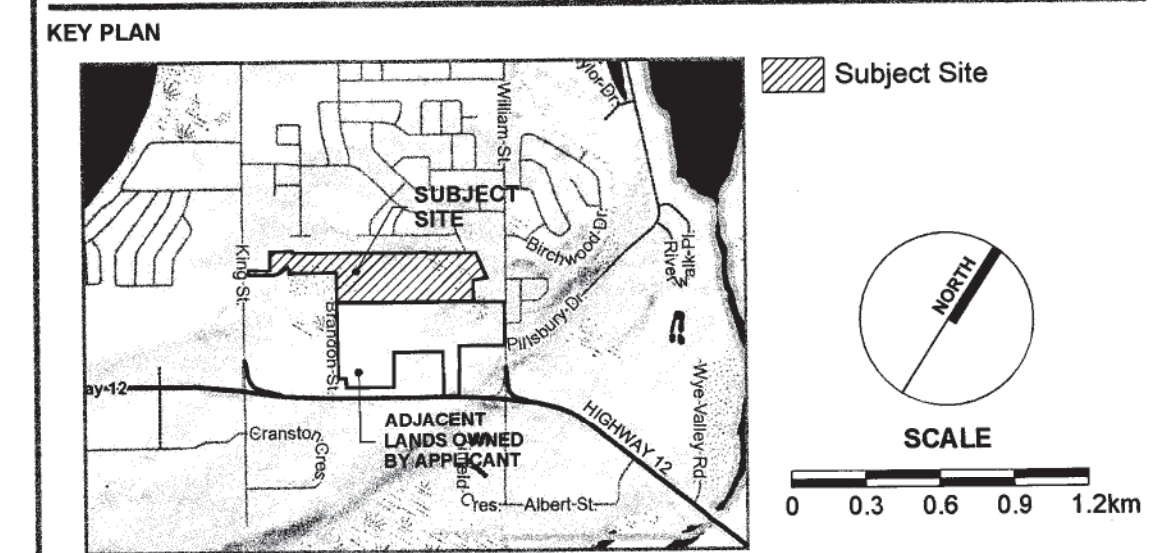 KEY PLAN
Subject Site
William-St.
SUBJECT
SITE
Birchwood-Dr.
King-St.
River
Brandon-St.
Pillsbury-Dr.
NORTH
ay-12
Wye-Valley-Rd
HIGHWAY 12
ADJACENT
LANDS OWNED
BY APPLICANT
Cranston-Cres
Cres.
Albert-St.
SCALE
0 0.3 0.6 0.9 1.2km